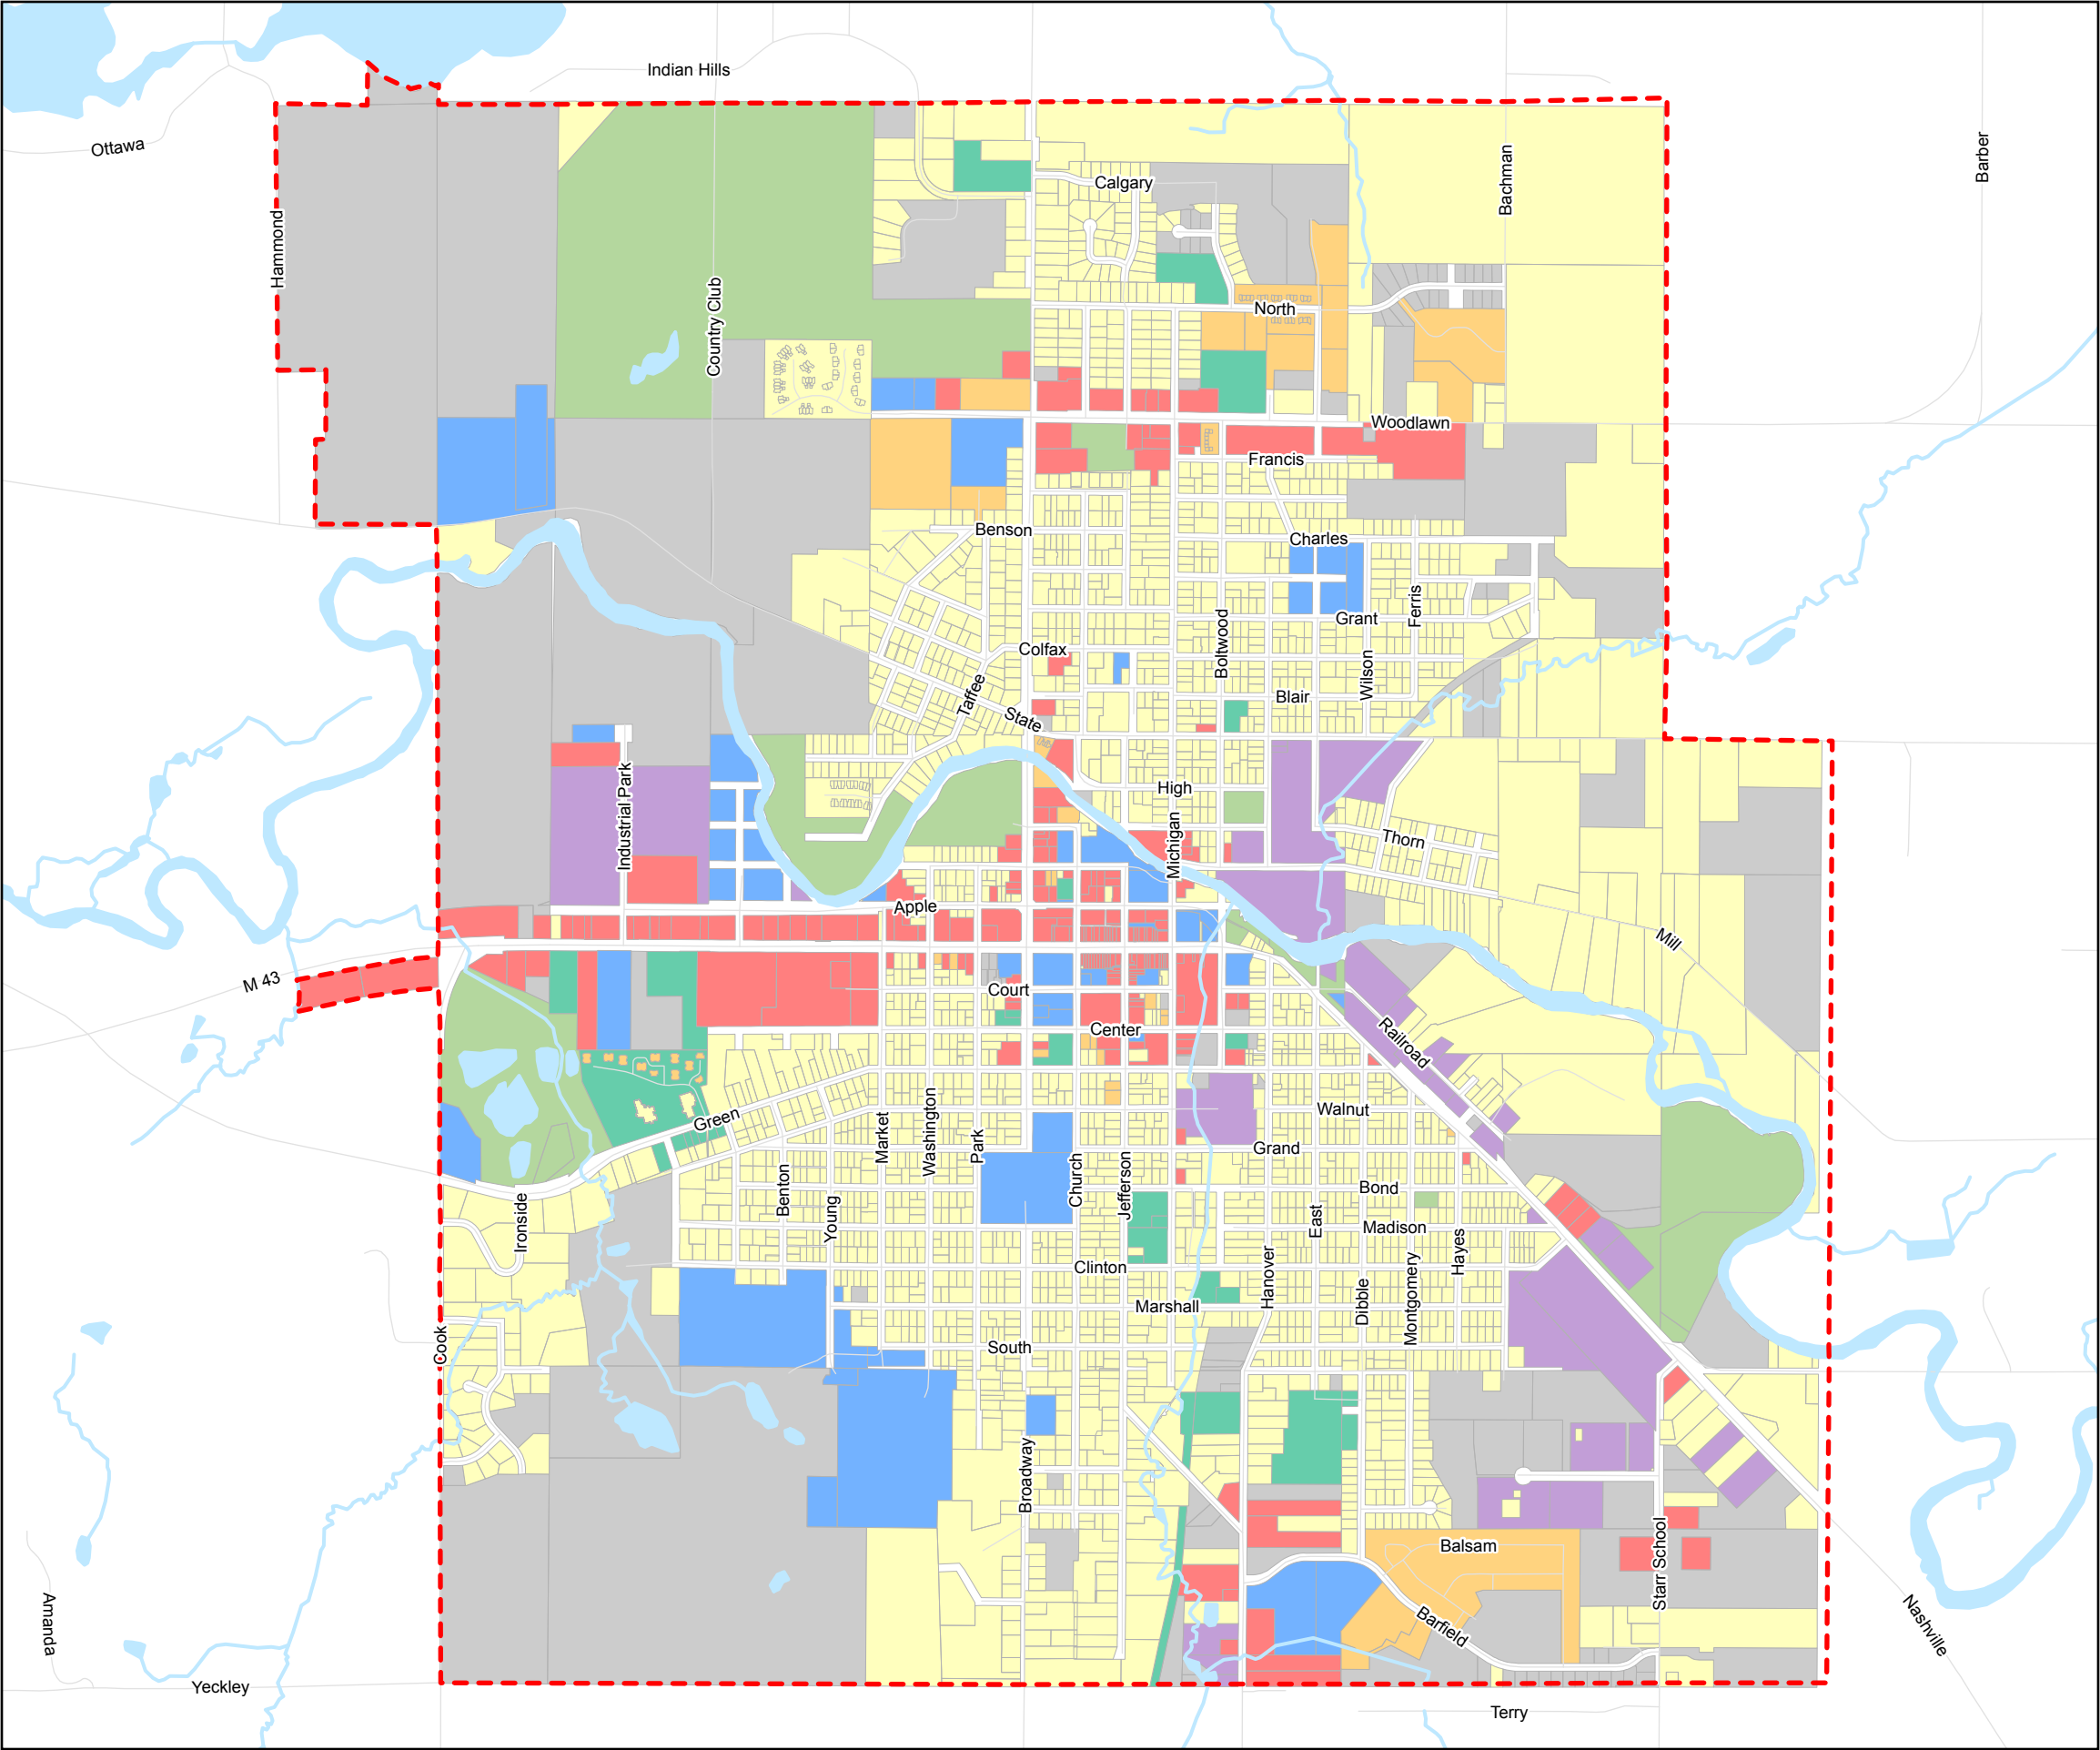 Indian Hills
Ottawa
Barber
Bachman
Calgary
Hammond
Country Club
North
Woodlawn
Francis
Benson
Charles
Boltwood
Ferris
Grant
Colfax
Wilson
Taffee
Blair
State
Industrial Park
High
Michigan
Thorn
Apple
Mill
M 43
Court
Center
Railroad
Green
Market
Washington
Park
Walnut
Grand
Church
Jefferson
Benton
Young
Ironside
Bond
East
Madison
Hayes
Clinton
Hanover
Dibble
Montgomery
Marshall
Cook
South
Broadway
Balsam
Starr School
Barfield
Nashville
Amanda
Yeckley
Terry